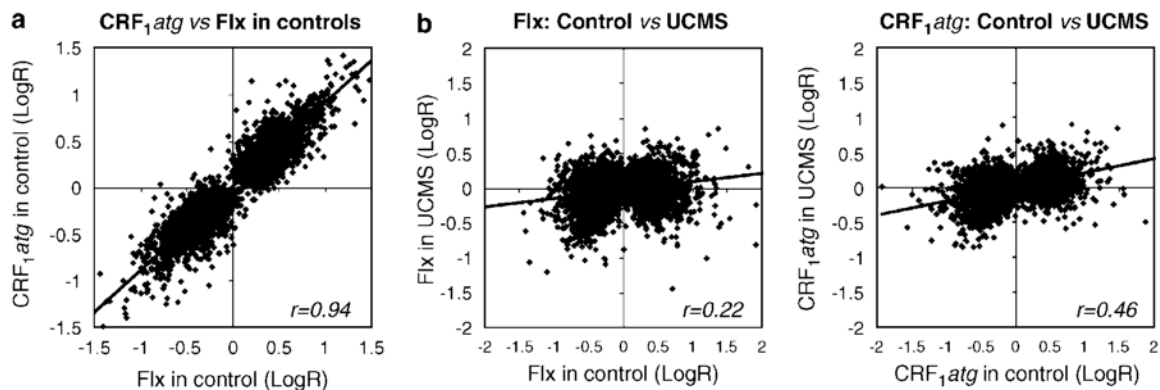 a
CRF₁atg vs Flx in controls
CRF₁atg in control (LogR)
1.5
1
0.5
0
-0.5
-1
-1.5
r=0.94
-1.5 -1 -0.5 0 0.5 1 1.5
Flx in control (LogR)
b
Flx: Control vs UCMS
Flx in UCMS (LogR)
2
1.5
1
0.5
0
-0.5
-1
-1.5
-2
r=0.22
-2 -1.5 -1 -0.5 0 0.5 1 1.5 2
Flx in control (LogR)
CRF₁atg: Control vs UCMS
CRF₁atg in UCMS (LogR)
2
1.5
1
0.5
0
-0.5
-1
-1.5
-2
r=0.46
-2 -1.5 -1 -0.5 0 0.5 1 1.5 2
CRF₁atg in control (LogR)